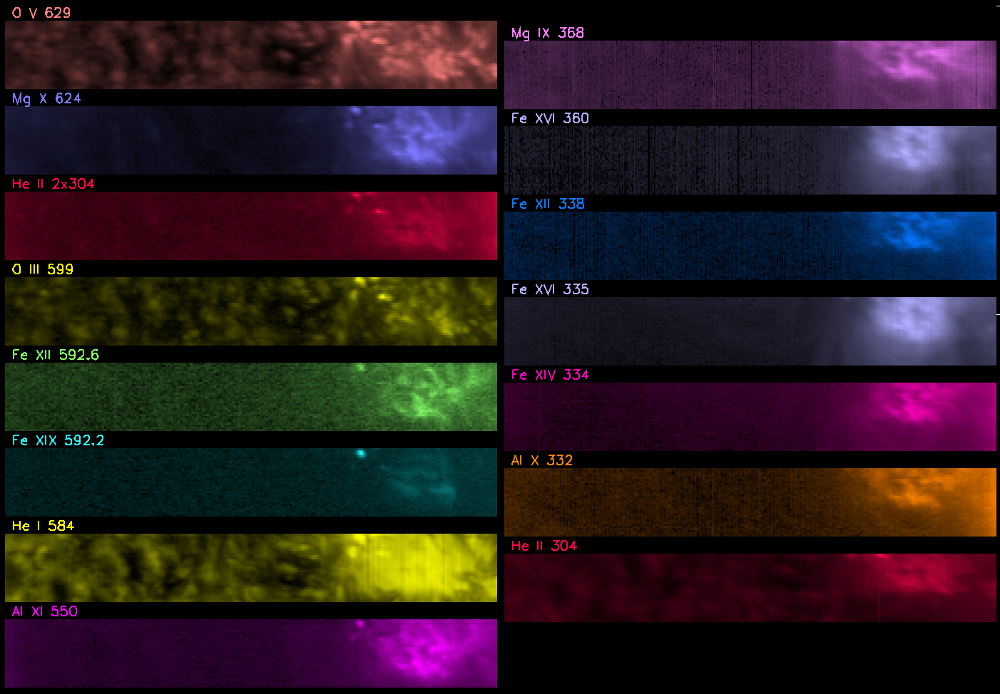 O V 629
Mg X 624
He II 2x304
O III 599
Fe XII 592.6
Fe XIX 592.2
He I 584
Al XI 550
Mg IX 368
Fe XVI 360
Fe XII 338
Fe XVI 335
Fe XIV 334
Al X 332
He II 304